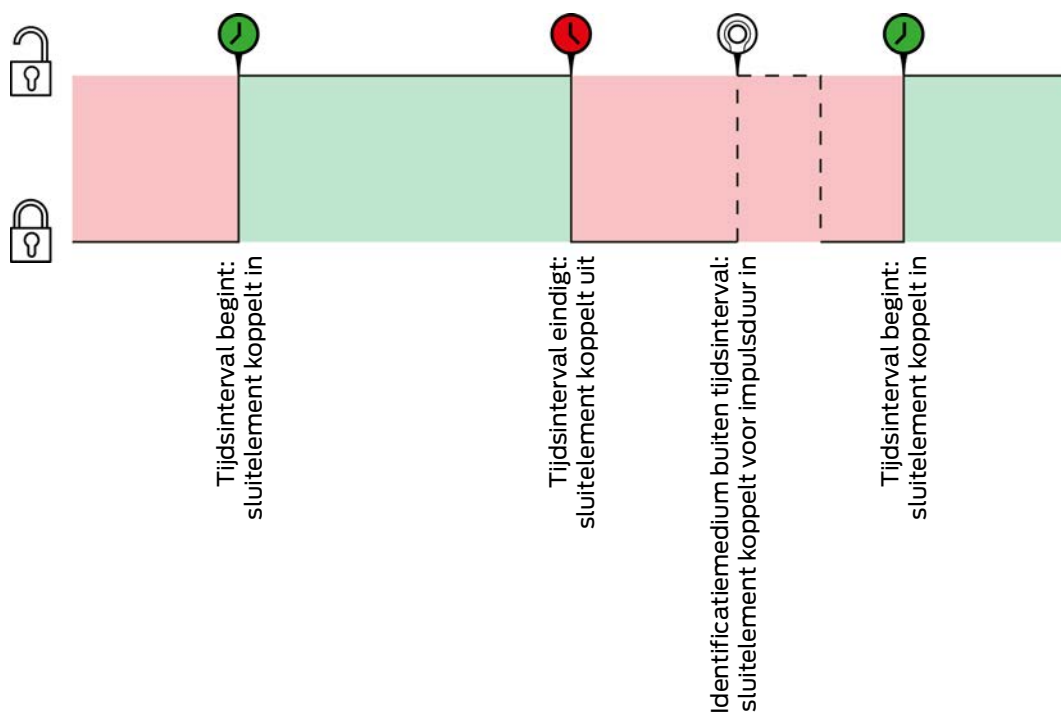 Tijdsinterval begint:
sluitelement koppelt in
Tijdsinterval eindigt:
sluitelement koppelt uit
Identificatiemedium buiten tijdsinterval:
sluitelement koppelt voor impulsduur in
Tijdsinterval begint:
sluitelement koppelt in